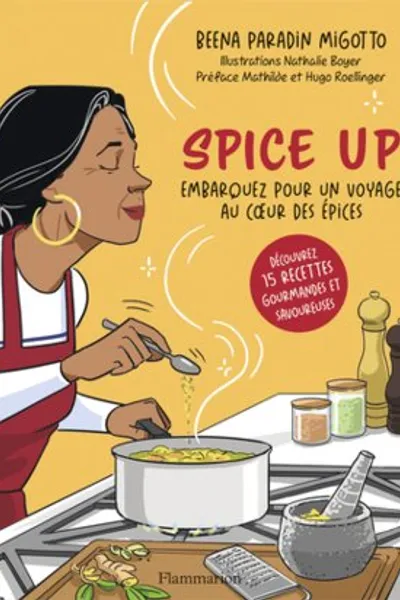 BEENA PARADIN MIGOTTO
Illustrations Nathalie Boyer
Préface Mathilde et Hugo Roellinger
SPICE UP
EMBARQUEZ POUR UN VOYAGE
AU CŒUR DES ÉPICES
DÉCOUVREZ
15 RECETTES
GOURMANDES ET
SAVOUREUSES
Flammarion